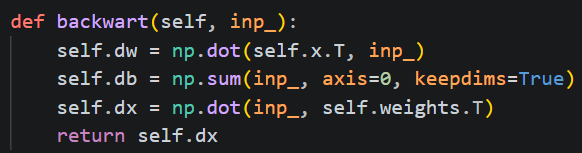 def backwart(self, inp_):
    self.dw = np.dot(self.x.T, inp_)
    self.db = np.sum(inp_, axis=0, keepdims=True)
    self.dx = np.dot(inp_, self.weights.T)
    return self.dx